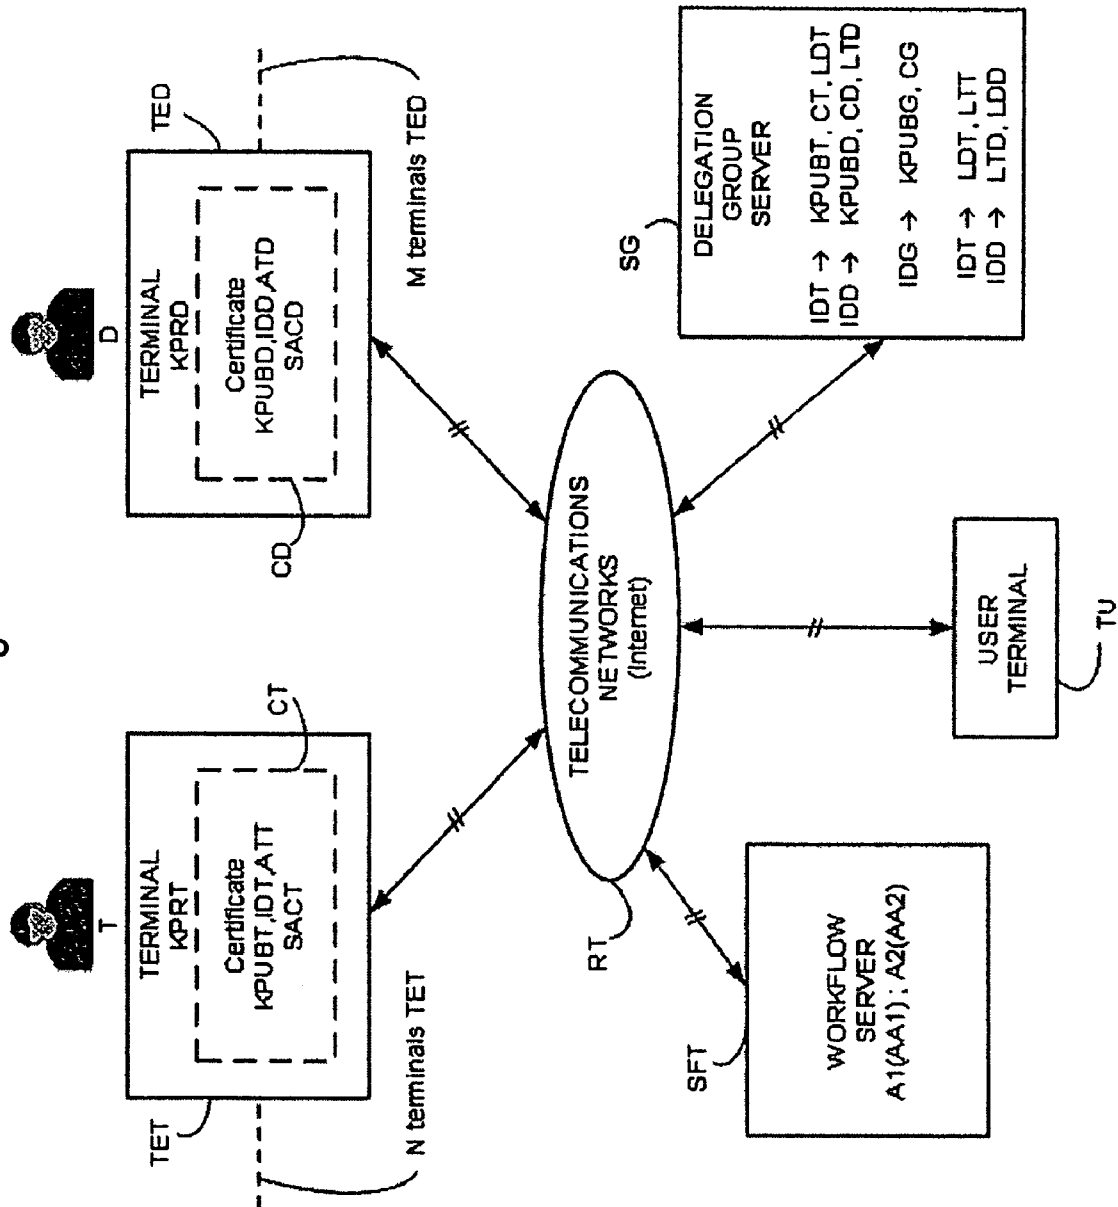 T
TERMINAL
KPRT
Certificate
KPUBT,IDT,ATT
SACT
CT
TET
N terminals TET
D
TERMINAL
KPRD
Certificate
KPUBD,IDD,ATD
SACD
TED
CD
M terminals TED
TELECOMMUNICATIONS
NETWORKS
(Internet)
RT
SFT
WORKFLOW
SERVER
A1(AA1) ; A2(AA2)
USER
TERMINAL
TU
SG
DELEGATION
GROUP
SERVER
IDT → KPUBT, CT, LDT
IDD → KPUBD, CD, LTD
IDG → KPUBG, CG
IDT → LDT, LTT
IDD → LTD, LDD